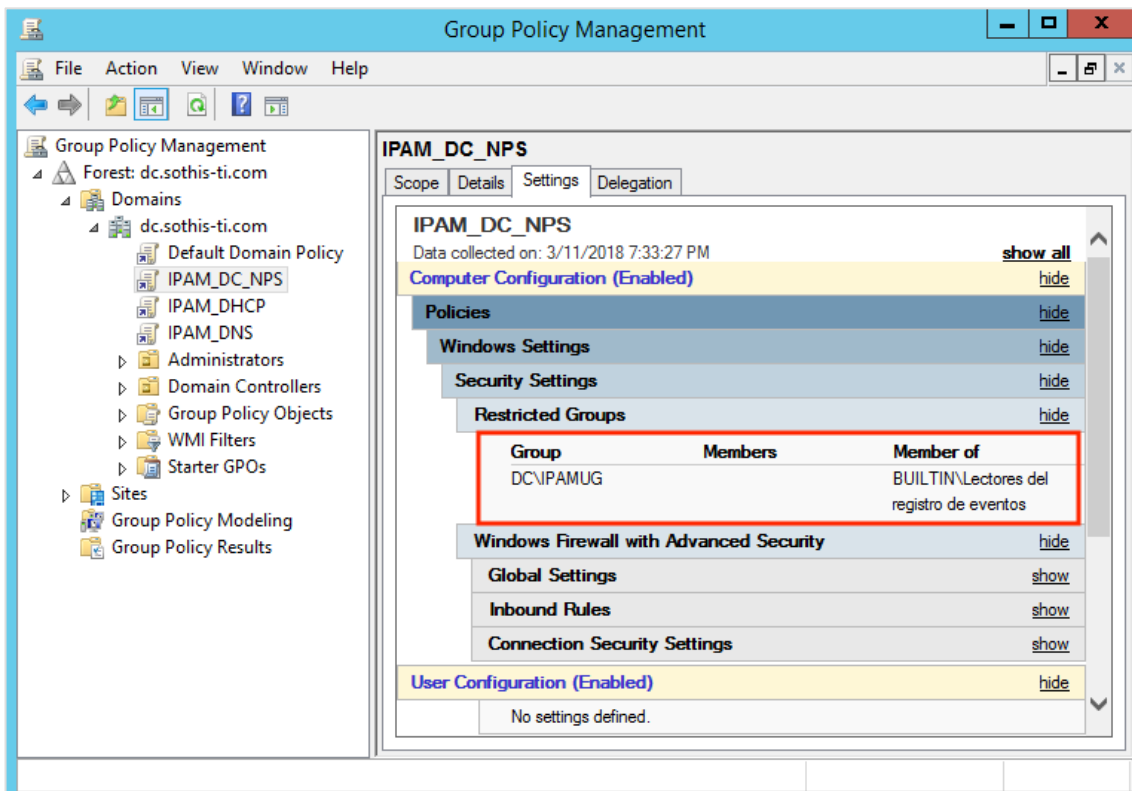 Group Policy Management
File Action View Window Help
Group Policy Management
Forest: dc.sothis-ti.com
Domains
dc.sothis-ti.com
Default Domain Policy
IPAM_DC_NPS
IPAM_DHCP
IPAM_DNS
Administrators
Domain Controllers
Group Policy Objects
WMI Filters
Starter GPOs
Sites
Group Policy Modeling
Group Policy Results
IPAM_DC_NPS
Scope Details Settings Delegation
IPAM_DC_NPS
Data collected on: 3/11/2018 7:33:27 PM show all
Computer Configuration (Enabled) hide
Policies hide
Windows Settings hide
Security Settings hide
Restricted Groups hide
Group Members Member of
DC\IPAMUG BUILTIN\Lectores del
registro de eventos
Windows Firewall with Advanced Security hide
Global Settings show
Inbound Rules show
Connection Security Settings show
User Configuration (Enabled) hide
No settings defined.